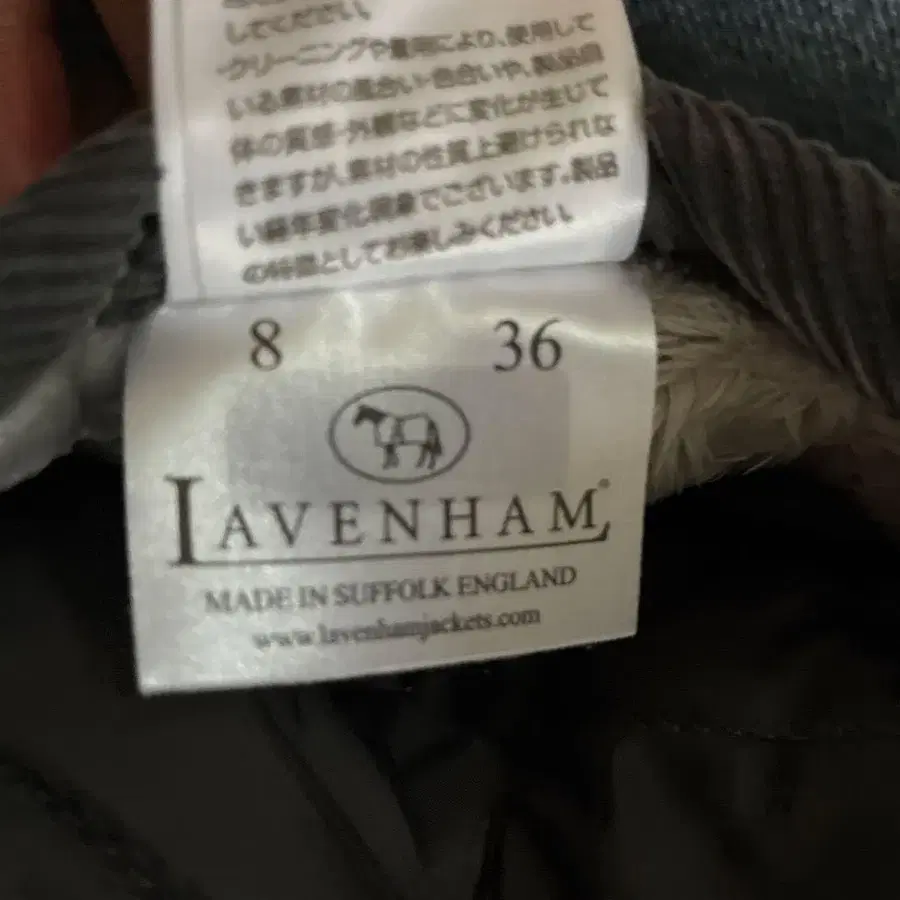 してください。
・クリーニングや着用により、使用して
いる素材の風合い・色合いや、製品自
体の質感・外観などに変化が生じて
きますが、素材の性質上避けられな
い経年変化現象でございます。製品
の特徴としてお楽しみください。
8 36
LAVENHAM®
MADE IN SUFFOLK ENGLAND
www.lavenhamjackets.com